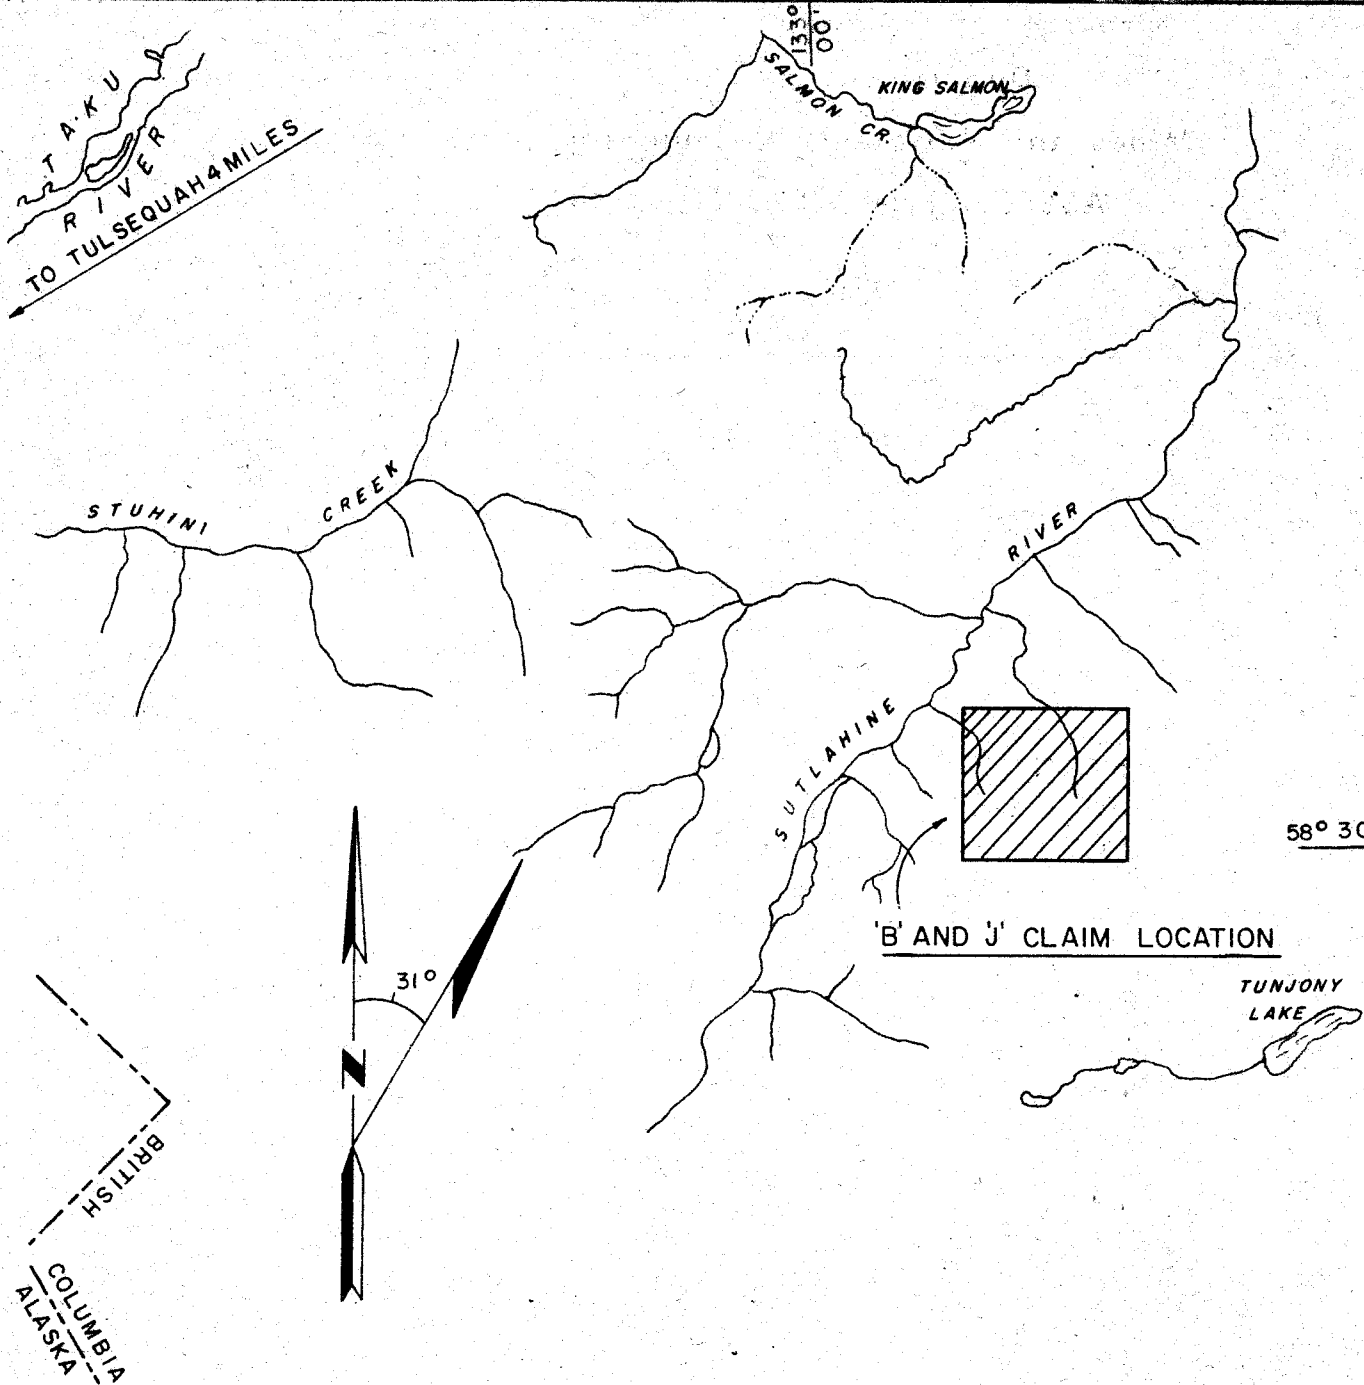 133°
00'
SALMON CR.
KING SALMON
TAKU
RIVER
TO TULSEQUAH 4 MILES
STUHINI CREEK
RIVER
SUTLAHINE
58° 30
'B' AND 'J' CLAIM LOCATION
31°
N
TUNJONY
LAKE
BRITISH
COLUMBIA
ALASKA